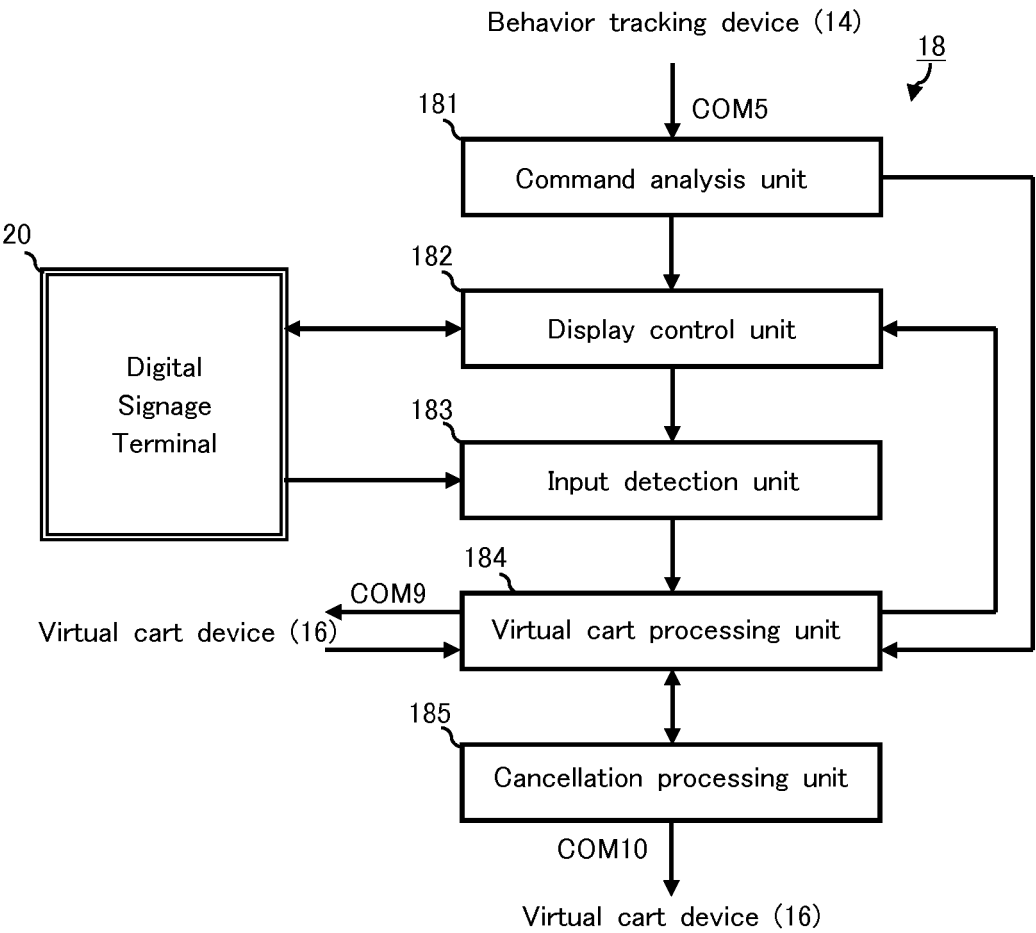 Behavior tracking device (14)
18
181
COM5
Command analysis unit
20
182
Display control unit
Digital
Signage
Terminal
183
Input detection unit
184
COM9
Virtual cart device (16)
Virtual cart processing unit
185
Cancellation processing unit
COM10
Virtual cart device (16)